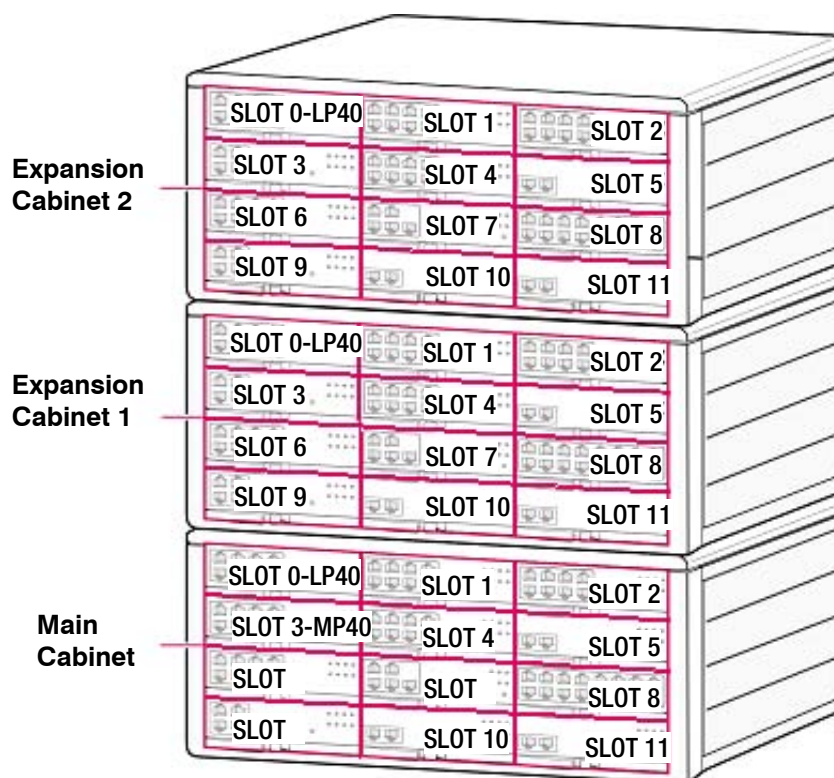 Expansion
Cabinet 2
SLOT 0-LP40 SLOT 1 SLOT 2
SLOT 3 SLOT 4 SLOT 5
SLOT 6 SLOT 7 SLOT 8
SLOT 9 SLOT 10 SLOT 11
Expansion
Cabinet 1
SLOT 0-LP40 SLOT 1 SLOT 2
SLOT 3 SLOT 4 SLOT 5
SLOT 6 SLOT 7 SLOT 8
SLOT 9 SLOT 10 SLOT 11
Main
Cabinet
SLOT 0-LP40 SLOT 1 SLOT 2
SLOT 3-MP40 SLOT 4 SLOT 5
SLOT SLOT SLOT 8
SLOT SLOT 10 SLOT 11